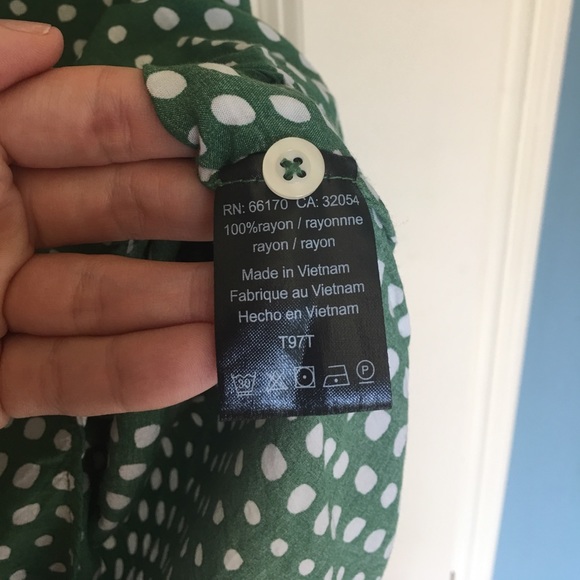 RN: 66170 CA: 32054
100%rayon / rayonnne
rayon / rayon
Made in Vietnam
Fabrique au Vietnam
Hecho en Vietnam
T97T
30 P